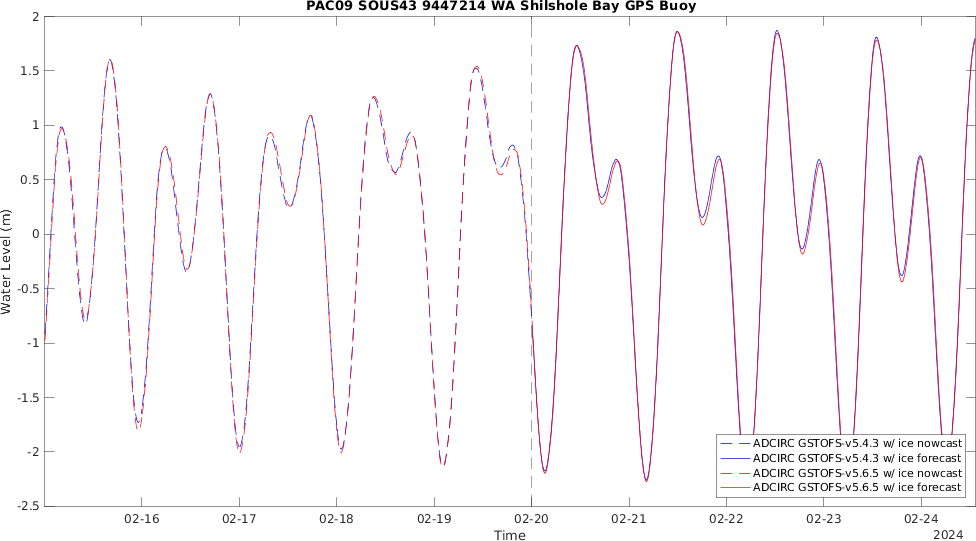 PAC09 SOUS43 9447214 WA Shilshole Bay GPS Buoy
2
1.5
1
0.5
0
-0.5
-1
-1.5
-2
-2.5
Water Level (m)
ADCIRC GSTOFS-v5.4.3 w/ ice nowcast
ADCIRC GSTOFS-v5.4.3 w/ ice forecast
ADCIRC GSTOFS-v5.6.5 w/ ice nowcast
ADCIRC GSTOFS-v5.6.5 w/ ice forecast
02-16 02-17 02-18 02-19 02-20 02-21 02-22 02-23 02-24
Time
2024